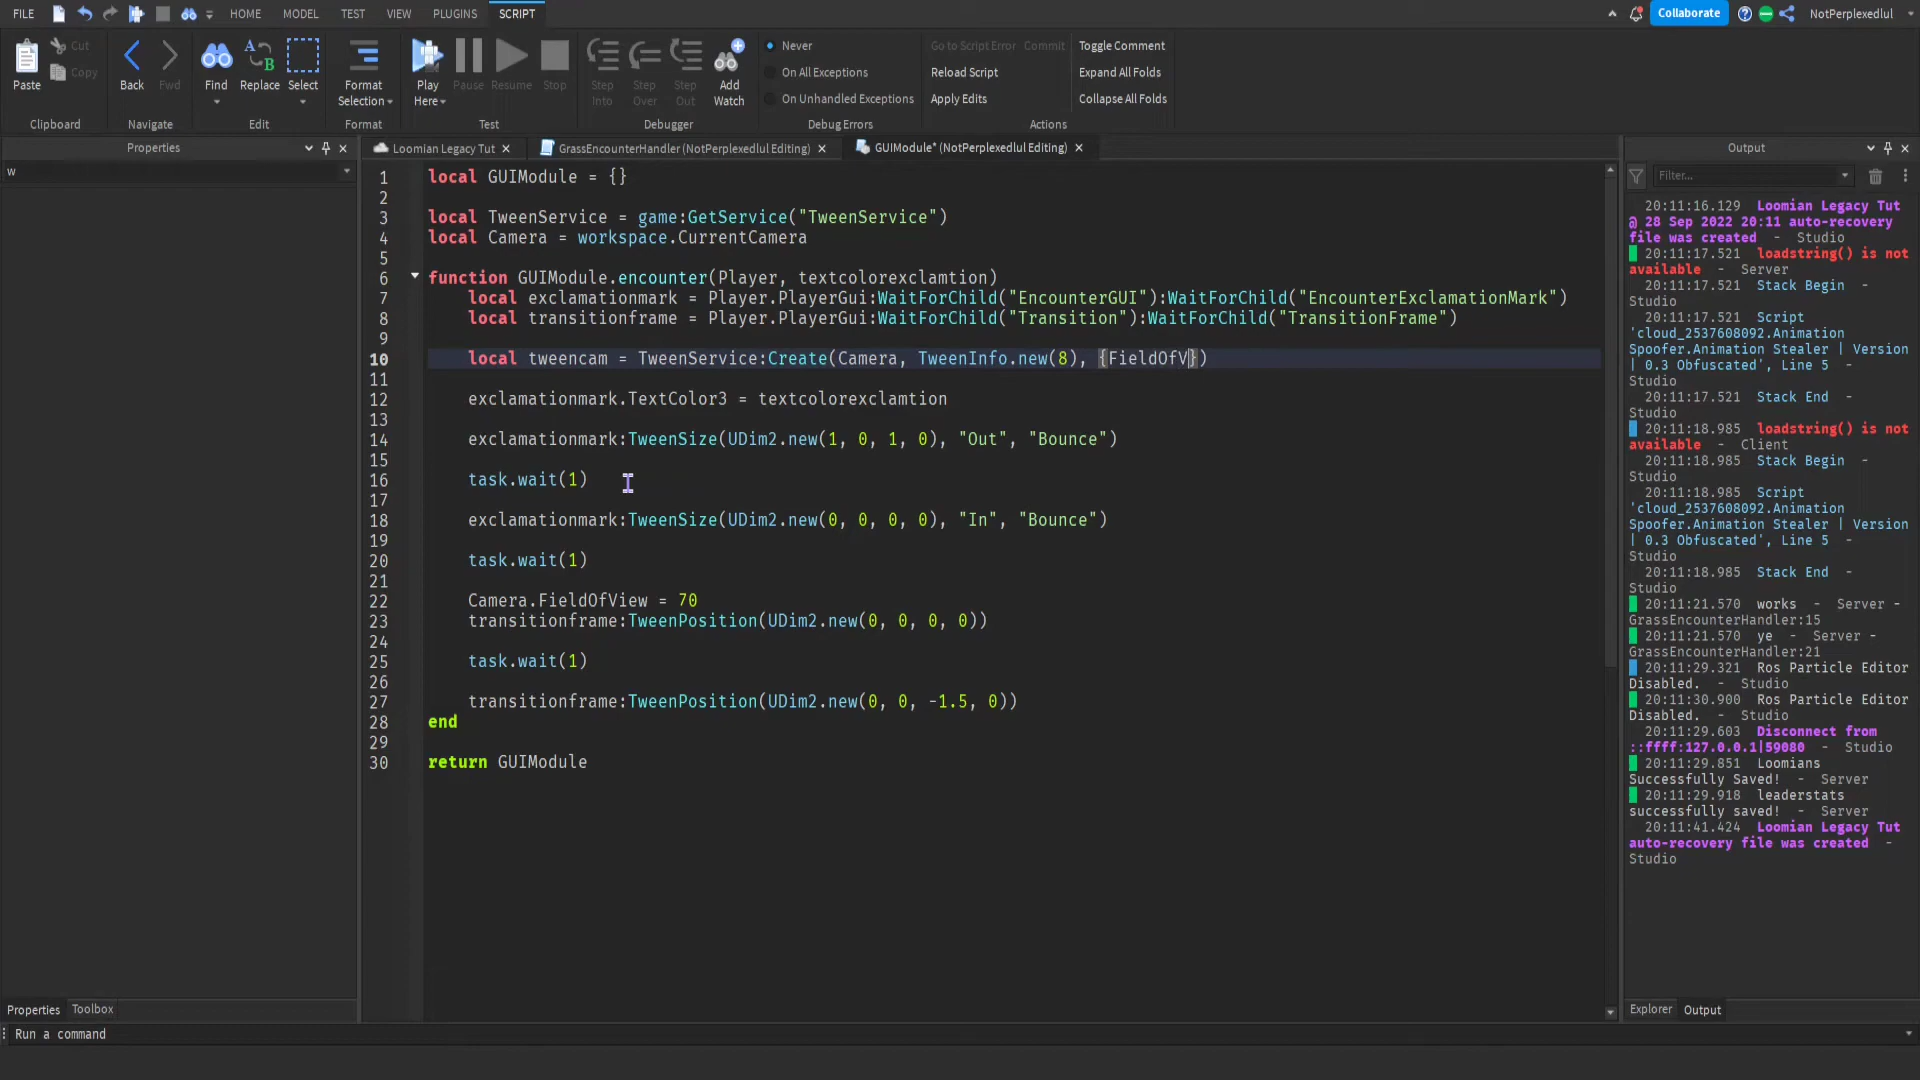 FILE HOME MODEL TEST VIEW PLUGINS SCRIPT Collaborate NotPerplexedlul
Paste Cut Copy
Clipboard
Back Fwd
Navigate
Find Replace Select
Edit
Format Selection
Format
Play Here Pause Resume Stop
Test
Step Into Step Over Step Out Add Watch
Debugger
Never
On All Exceptions
On Unhandled Exceptions
Debug Errors
Go to Script Error Commit
Reload Script
Apply Edits
Toggle Comment
Expand All Folds
Collapse All Folds
Actions
Properties
w
Loomian Legacy Tut GrassEncounterHandler (NotPerplexedlul Editing) GUIModule* (NotPerplexedlul Editing)
1 local GUIModule = {}
2
3 local TweenService = game:GetService("TweenService")
4 local Camera = workspace.CurrentCamera
5
6 function GUIModule.encounter(Player, textcolorexclamtion)
7 local exclamationmark = Player.PlayerGui:WaitForChild("EncounterGUI"):WaitForChild("EncounterExclamationMark")
8 local transitionframe = Player.PlayerGui:WaitForChild("Transition"):WaitForChild("TransitionFrame")
9
10 local tweencam = TweenService:Create(Camera, TweenInfo.new(8), {FieldOfV})
11
12 exclamationmark.TextColor3 = textcolorexclamtion
13
14 exclamationmark:TweenSize(UDim2.new(1, 0, 1, 0), "Out", "Bounce")
15
16 task.wait(1)
17
18 exclamationmark:TweenSize(UDim2.new(0, 0, 0, 0), "In", "Bounce")
19
20 task.wait(1)
21
22 Camera.FieldOfView = 70
23 transitionframe:TweenPosition(UDim2.new(0, 0, 0, 0))
24
25 task.wait(1)
26
27 transitionframe:TweenPosition(UDim2.new(0, 0, -1.5, 0))
28 end
29
30 return GUIModule
Output
Filter...
20:11:16.129 Loomian Legacy Tut
@ 28 Sep 2022 20:11 auto-recovery
file was created - Studio
20:11:17.521 loadstring() is not
available - Server
20:11:17.521 Stack Begin -
Studio
20:11:17.521 Script
'cloud_2537608092.Animation
Spoofer.Animation Stealer | Version
| 0.3 Obfuscated', Line 5 -
Studio
20:11:17.521 Stack End -
Studio
20:11:18.985 loadstring() is not
available - Client
20:11:18.985 Stack Begin -
Studio
20:11:18.985 Script
'cloud_2537608092.Animation
Spoofer.Animation Stealer | Version
| 0.3 Obfuscated', Line 5 -
Studio
20:11:18.985 Stack End -
Studio
20:11:21.570 works - Server -
GrassEncounterHandler:15
20:11:21.570 ye - Server -
GrassEncounterHandler:21
20:11:29.321 Ros Particle Editor
Disabled. - Studio
20:11:30.900 Ros Particle Editor
Disabled. - Studio
20:11:29.603 Disconnect from
::ffff:127.0.0.1|59080 - Studio
20:11:29.851 Loomians
Successfully Saved! - Server
20:11:29.918 leaderstats
successfully saved! - Server
20:11:41.424 Loomian Legacy Tut
auto-recovery file was created -
Studio
Properties Toolbox
Explorer Output
Run a command